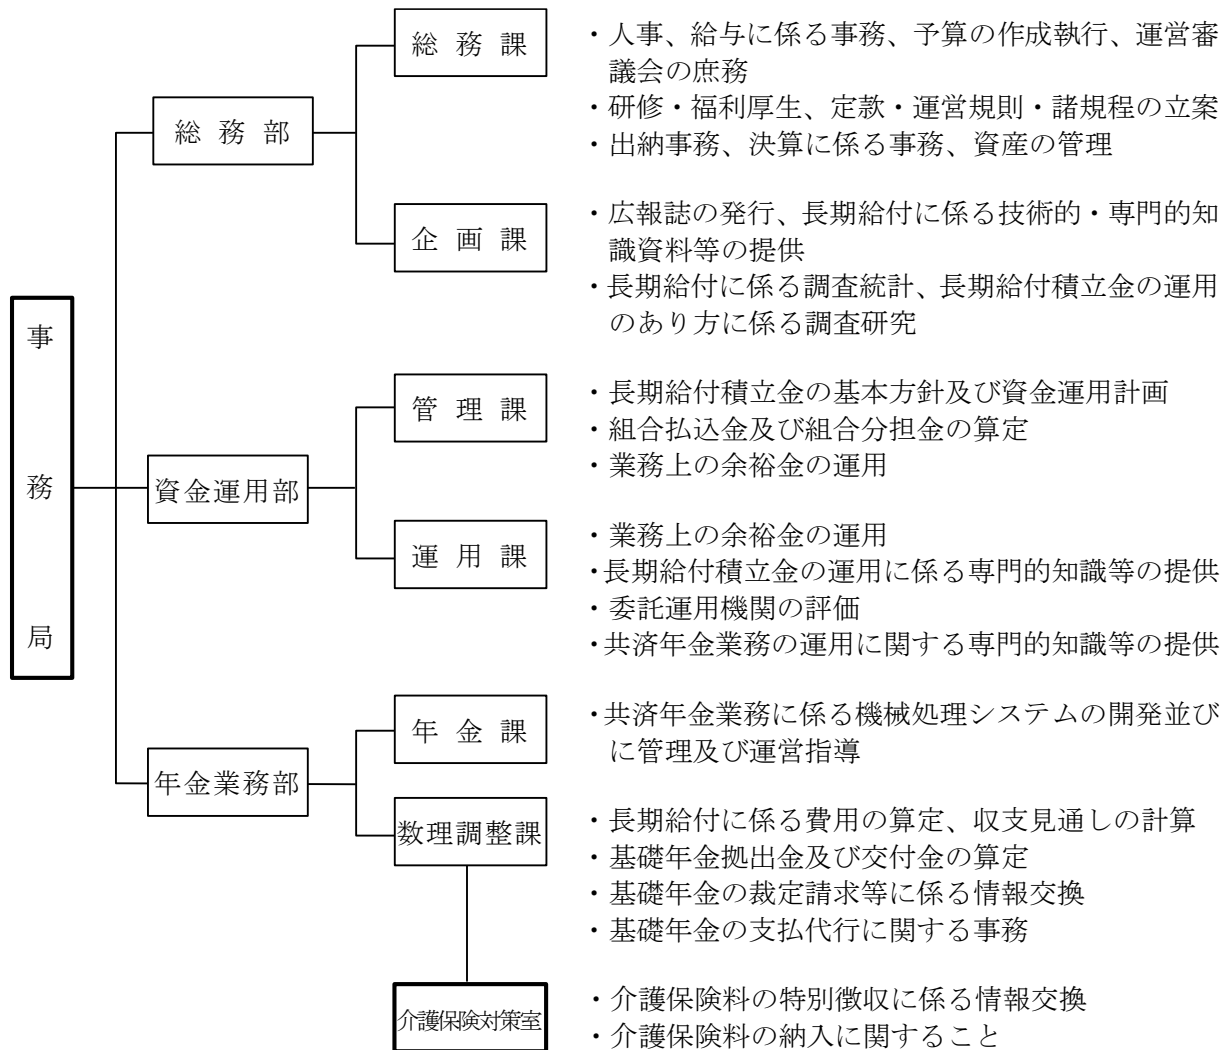 事務局
総務部
総務課
・人事、給与に係る事務、予算の作成執行、運営審
議会の庶務
・研修・福利厚生、定款・運営規則・諸規程の立案
・出納事務、決算に係る事務、資産の管理
企画課
・広報誌の発行、長期給付に係る技術的・専門的知
識資料等の提供
・長期給付に係る調査統計、長期給付積立金の運用
のあり方に係る調査研究
資金運用部
管理課
・長期給付積立金の基本方針及び資金運用計画
・組合払込金及び組合分担金の算定
・業務上の余裕金の運用
運用課
・業務上の余裕金の運用
・長期給付積立金の運用に係る専門的知識等の提供
・委託運用機関の評価
・共済年金業務の運用に関する専門的知識等の提供
年金業務部
年金課
・共済年金業務に係る機械処理システムの開発並び
に管理及び運営指導
数理調整課
・長期給付に係る費用の算定、収支見通しの計算
・基礎年金拠出金及び交付金の算定
・基礎年金の裁定請求等に係る情報交換
・基礎年金の支払代行に関する事務
介護保険対策室
・介護保険料の特別徴収に係る情報交換
・介護保険料の納入に関すること